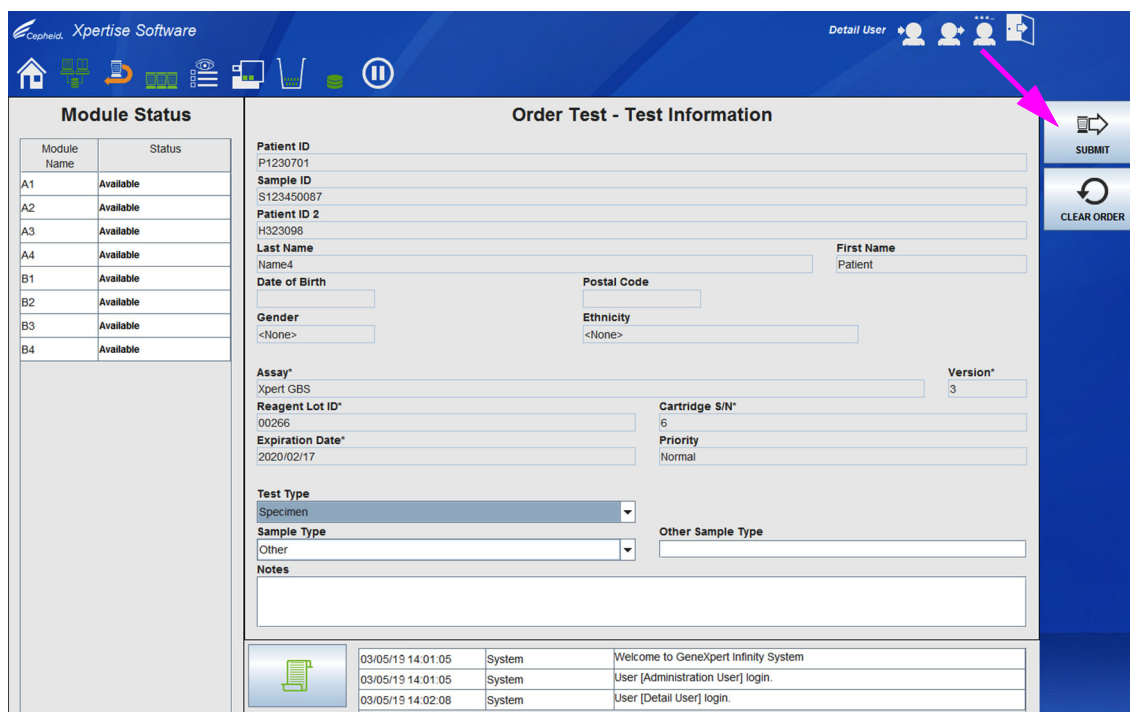 Cepheid. Xpertise Software
Detail User
Module Status
Module Name Status
A1 Available
A2 Available
A3 Available
A4 Available
B1 Available
B2 Available
B3 Available
B4 Available
Order Test - Test Information
Patient ID
P1230701
Sample ID
S123450087
Patient ID 2
H323098
Last Name First Name
Name4 Patient
Date of Birth Postal Code
Gender Ethnicity
<None> <None>
Assay* Version*
Xpert GBS 3
Reagent Lot ID* Cartridge S/N*
00266 6
Expiration Date* Priority
2020/02/17 Normal
Test Type
Specimen
Sample Type Other Sample Type
Other
Notes
03/05/19 14:01:05 System Welcome to GeneXpert Infinity System
03/05/19 14:01:05 System User [Administration User] login.
03/05/19 14:02:08 System User [Detail User] login.
SUBMIT
CLEAR ORDER